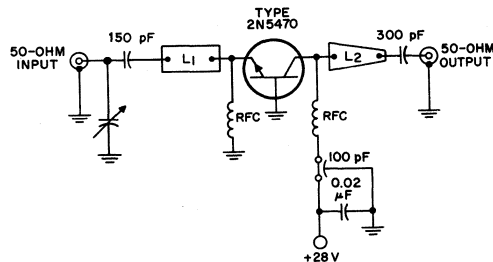 TYPE
2N5470
50-OHM
INPUT
150 pF
L1
L2
300 pF
50-OHM
OUTPUT
RFC
RFC
100 pF
0.02
μF
+28V